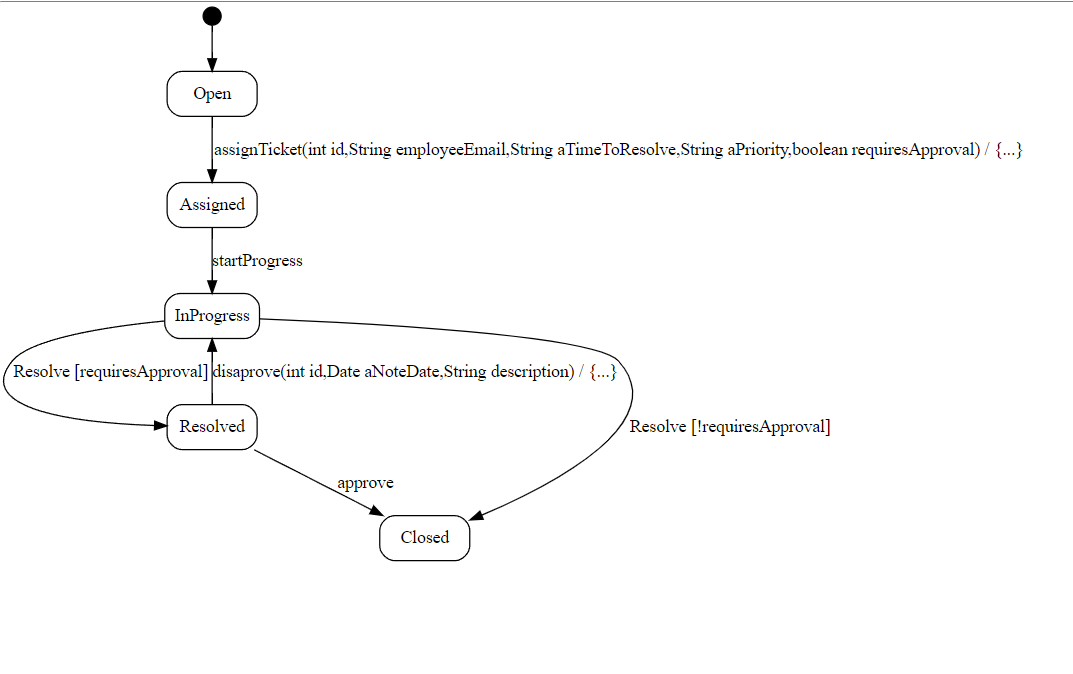 Open
assignTicket(int id,String employeeEmail,String aTimeToResolve,String aPriority,boolean requiresApproval) / {...}
Assigned
startProgress
InProgress
Resolve [requiresApproval]
disaprove(int id,Date aNoteDate,String description) / {...}
Resolved
Resolve [!requiresApproval]
approve
Closed